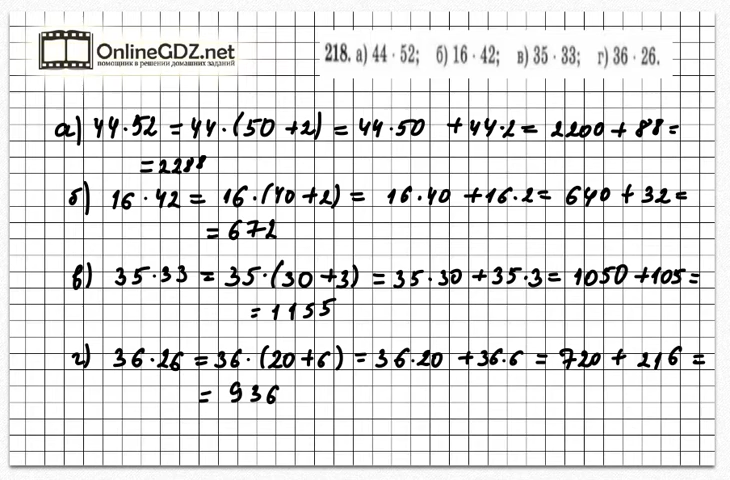 OnlineGDZ.net
помощник в решении домашних заданий
218. а) 44 · 52; б) 16 · 42; в) 35 · 33; г) 36 · 26.
а) 44·52 = 44·(50+2) = 44·50 + 44·2 = 2200 + 88 =
= 2288
б) 16·42 = 16·(40+2) = 16·40 + 16·2 = 640 + 32 =
= 672
в) 35·33 = 35·(30+3) = 35·30 + 35·3 = 1050 + 105 =
= 1155
г) 36·26 = 36·(20+6) = 36·20 + 36·6 = 720 + 216 =
= 936